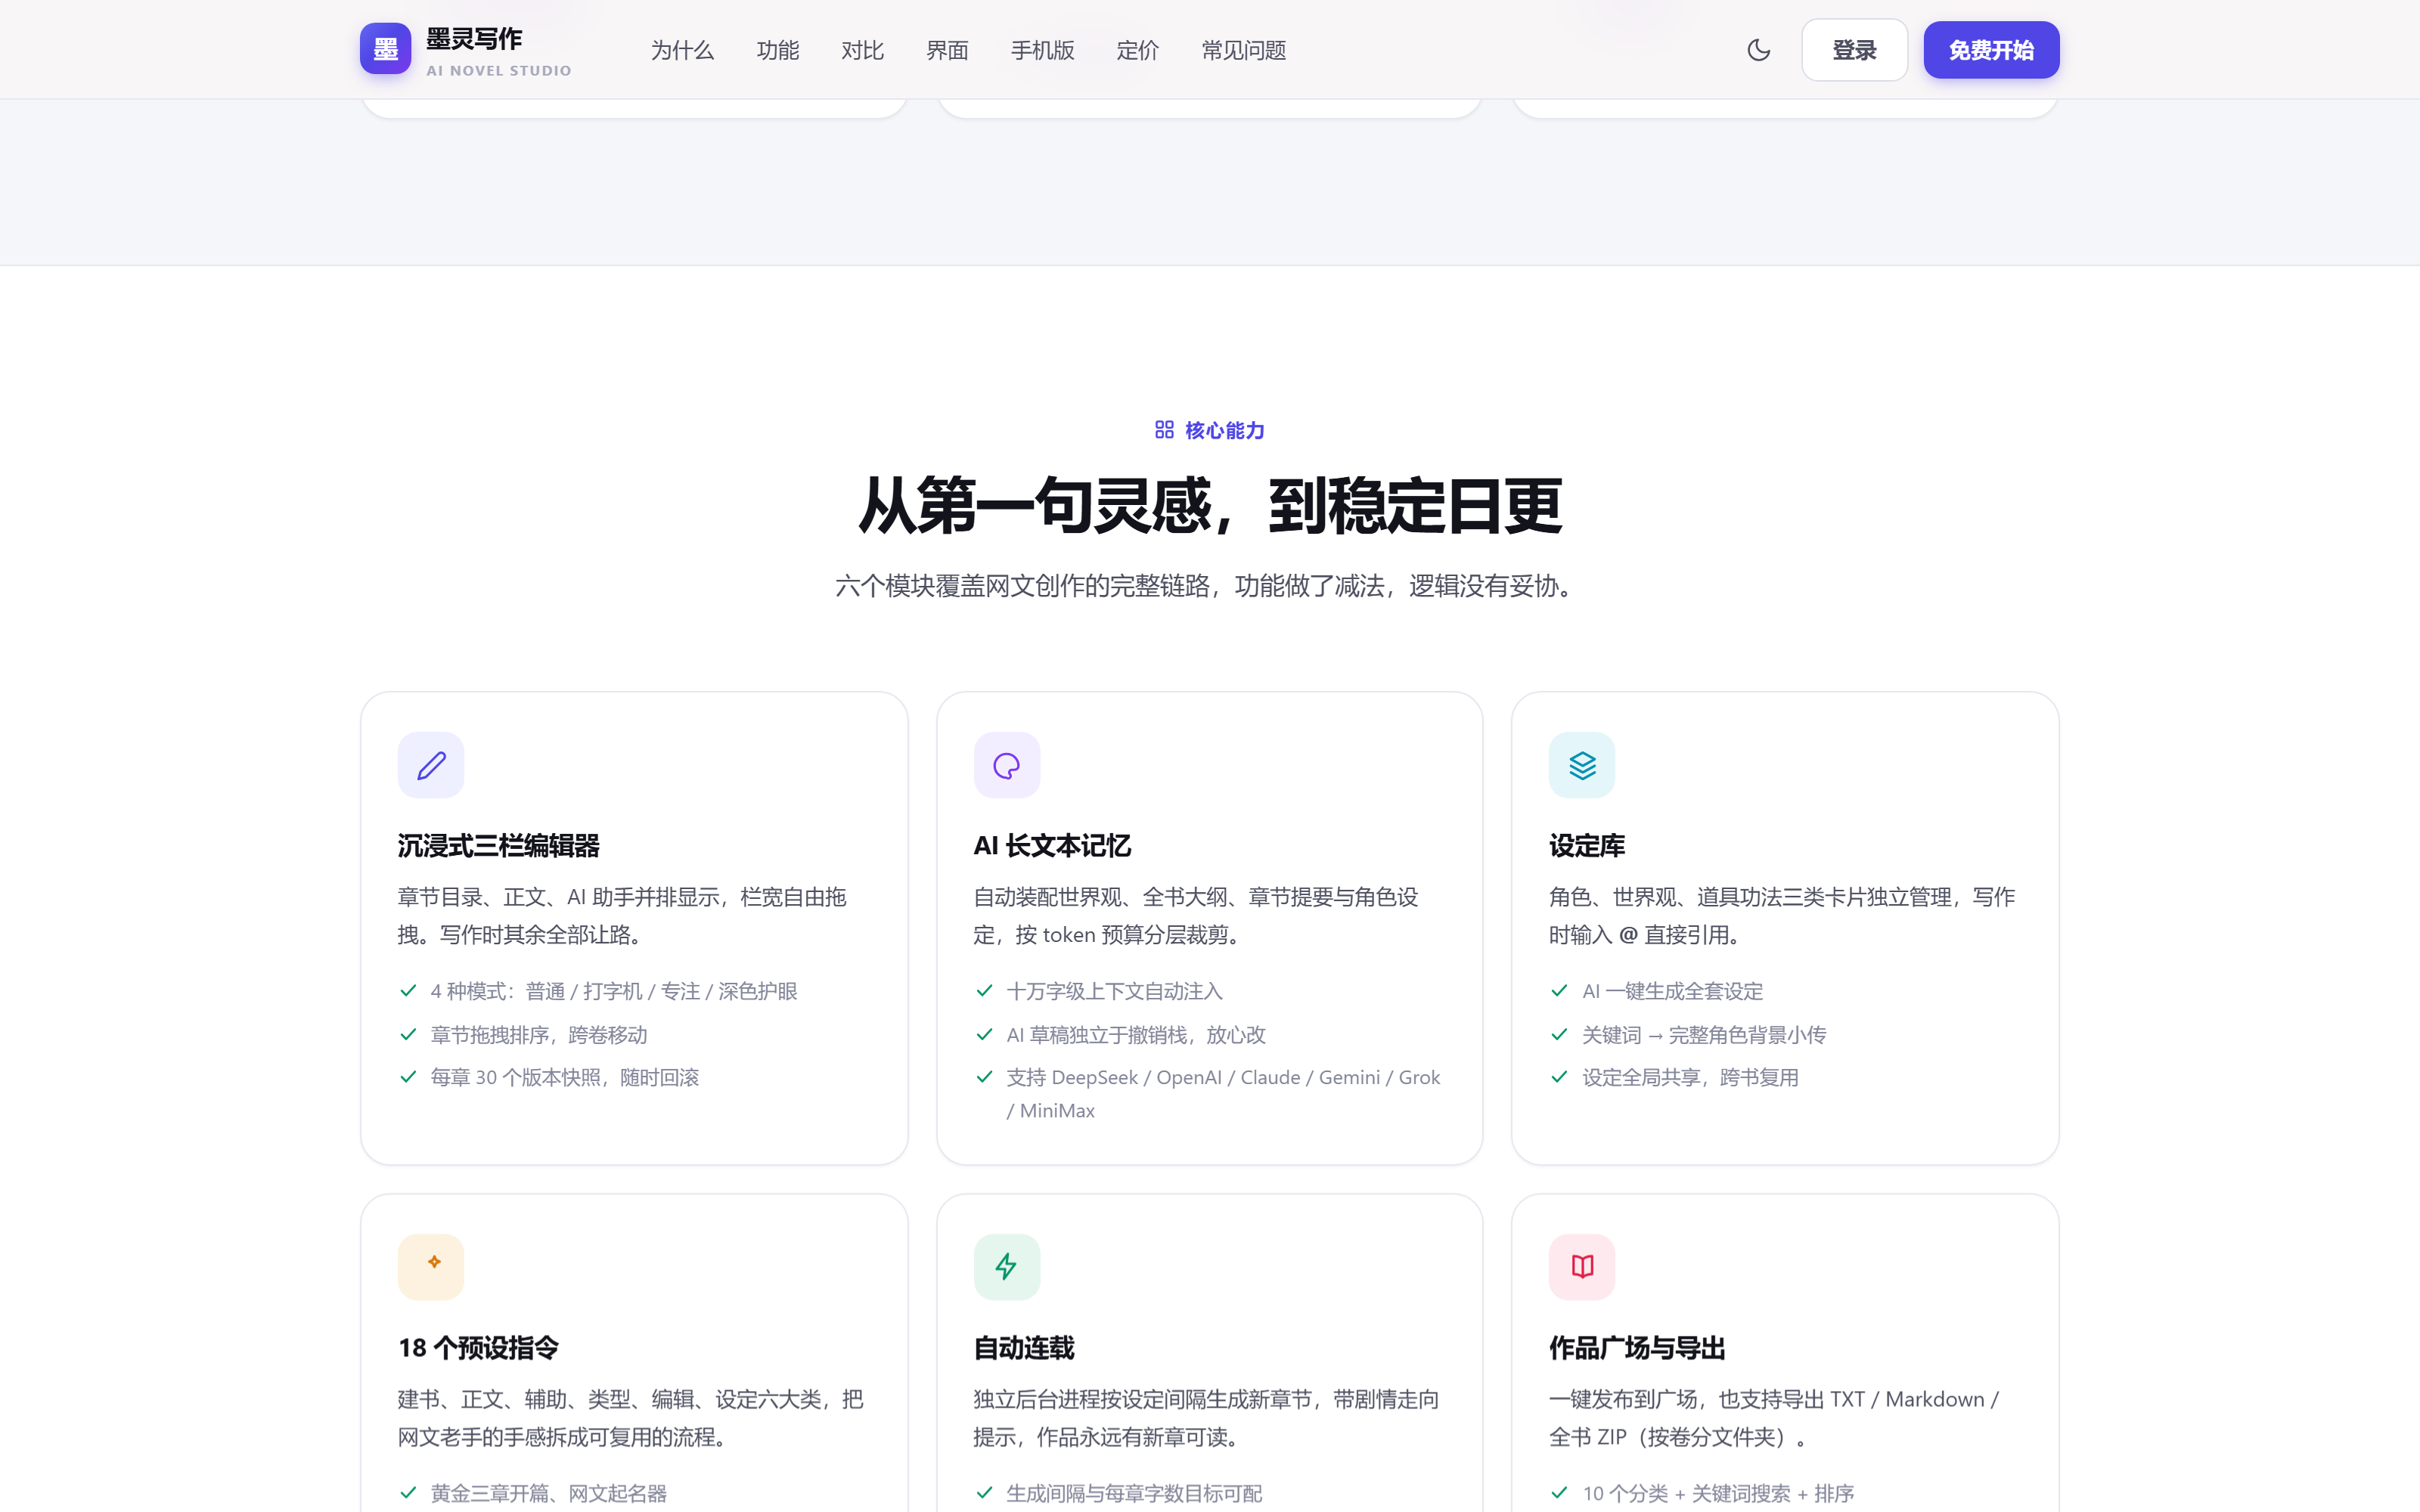 墨 墨灵写作
AI NOVEL STUDIO
为什么 功能 对比 界面 手机版 定价 常见问题
登录 免费开始
核心能力
从第一句灵感，到稳定日更
六个模块覆盖网文创作的完整链路，功能做了减法，逻辑没有妥协。
沉浸式三栏编辑器
章节目录、正文、AI 助手并排显示，栏宽自由拖
拽。写作时其余全部让路。
4 种模式：普通 / 打字机 / 专注 / 深色护眼
章节拖拽排序，跨卷移动
每章 30 个版本快照，随时回滚
AI 长文本记忆
自动装配世界观、全书大纲、章节提要与角色设
定，按 token 预算分层裁剪。
十万字级上下文自动注入
AI 草稿独立于撤销栈，放心改
支持 DeepSeek / OpenAI / Claude / Gemini / Grok
/ MiniMax
设定库
角色、世界观、道具功法三类卡片独立管理，写作
时输入 @ 直接引用。
AI 一键生成全套设定
关键词 → 完整角色背景小传
设定全局共享，跨书复用
18 个预设指令
建书、正文、辅助、类型、编辑、设定六大类，把
网文老手的手感拆成可复用的流程。
黄金三章开篇、网文起名器
自动连载
独立后台进程按设定间隔生成新章节，带剧情走向
提示，作品永远有新章可读。
生成间隔与每章字数目标可配
作品广场与导出
一键发布到广场，也支持导出 TXT / Markdown /
全书 ZIP（按卷分文件夹）。
10 个分类 + 关键词搜索 + 排序